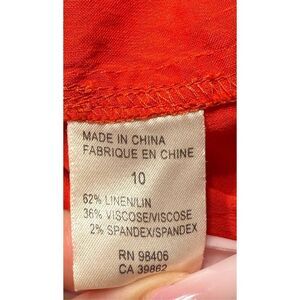 MADE IN CHINA
FABRIQUE EN CHINE
10
62% LINEN/LIN
36% VISCOSE/VISCOSE
2% SPANDEX/SPANDEX
RN 98406
CA 39862